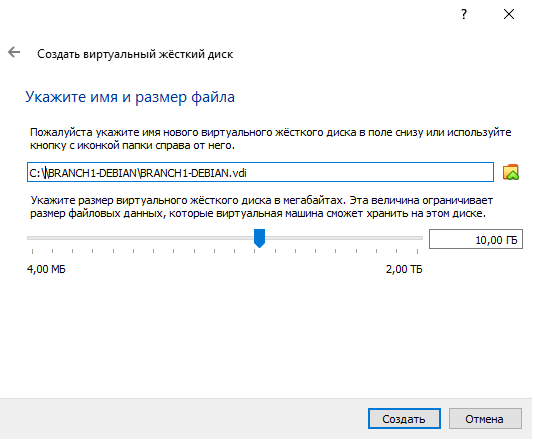 ?
Создать виртуальный жёсткий диск
Укажите имя и размер файла
Пожалуйста укажите имя нового виртуального жёсткого диска в поле снизу или используйте
кнопку с иконкой папки справа от него.
C:\\BRANCH1-DEBIAN\BRANCH1-DEBIAN.vdi
Укажите размер виртуального жёсткого диска в мегабайтах. Эта величина ограничивает
размер файловых данных, которые виртуальная машина сможет хранить на этом диске.
10,00 ГБ
4,00 МБ 2,00 ТБ
Создать Отмена